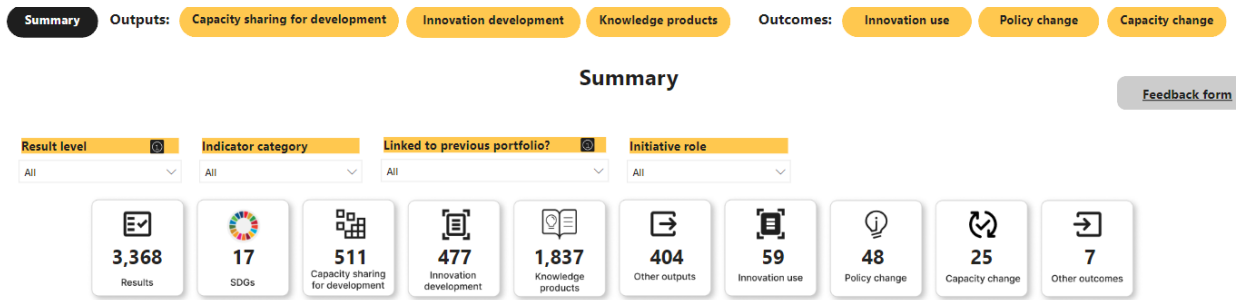 Summary
Outputs:
Capacity sharing for development
Innovation development
Knowledge products
Outcomes:
Innovation use
Policy change
Capacity change
Summary
Feedback form
Result level
Indicator category
Linked to previous portfolio?
Initiative role
All
All
All
All
3,368
Results
17
SDGs
511
Capacity sharing
for development
477
Innovation
development
1,837
Knowledge
products
404
Other outputs
59
Innovation use
48
Policy change
25
Capacity change
7
Other outcomes